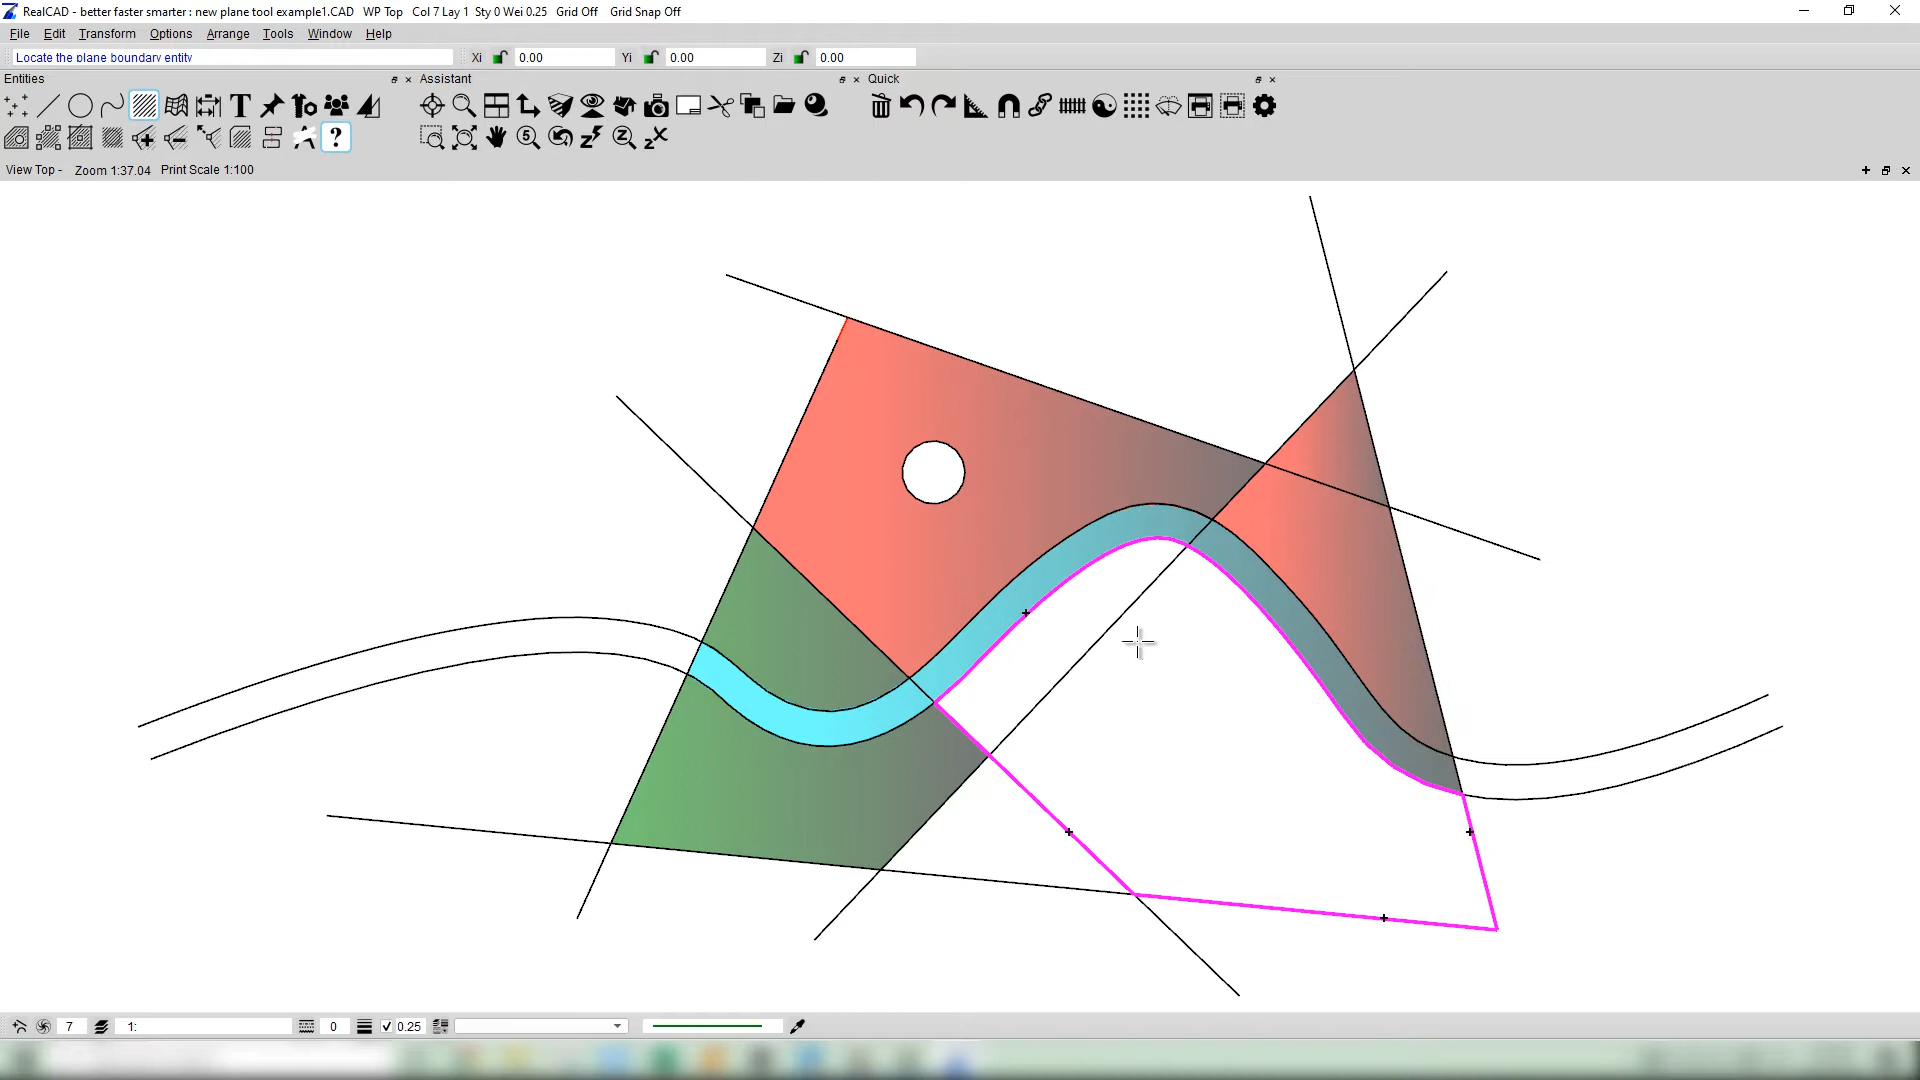 RealCAD - better faster smarter : new plane tool example1.CAD WP Top Col 7 Lay 1 Sty 0 Wei 0.25 Grid Off Grid Snap Off
File Edit Transform Options Arrange Tools Window Help
Locate the plane boundary entity Xi 0.00 Yi 0.00 Zi 0.00
Entities Assistant Quick
View Top - Zoom 1:37.04 Print Scale 1:100
7 1: 0 0.25